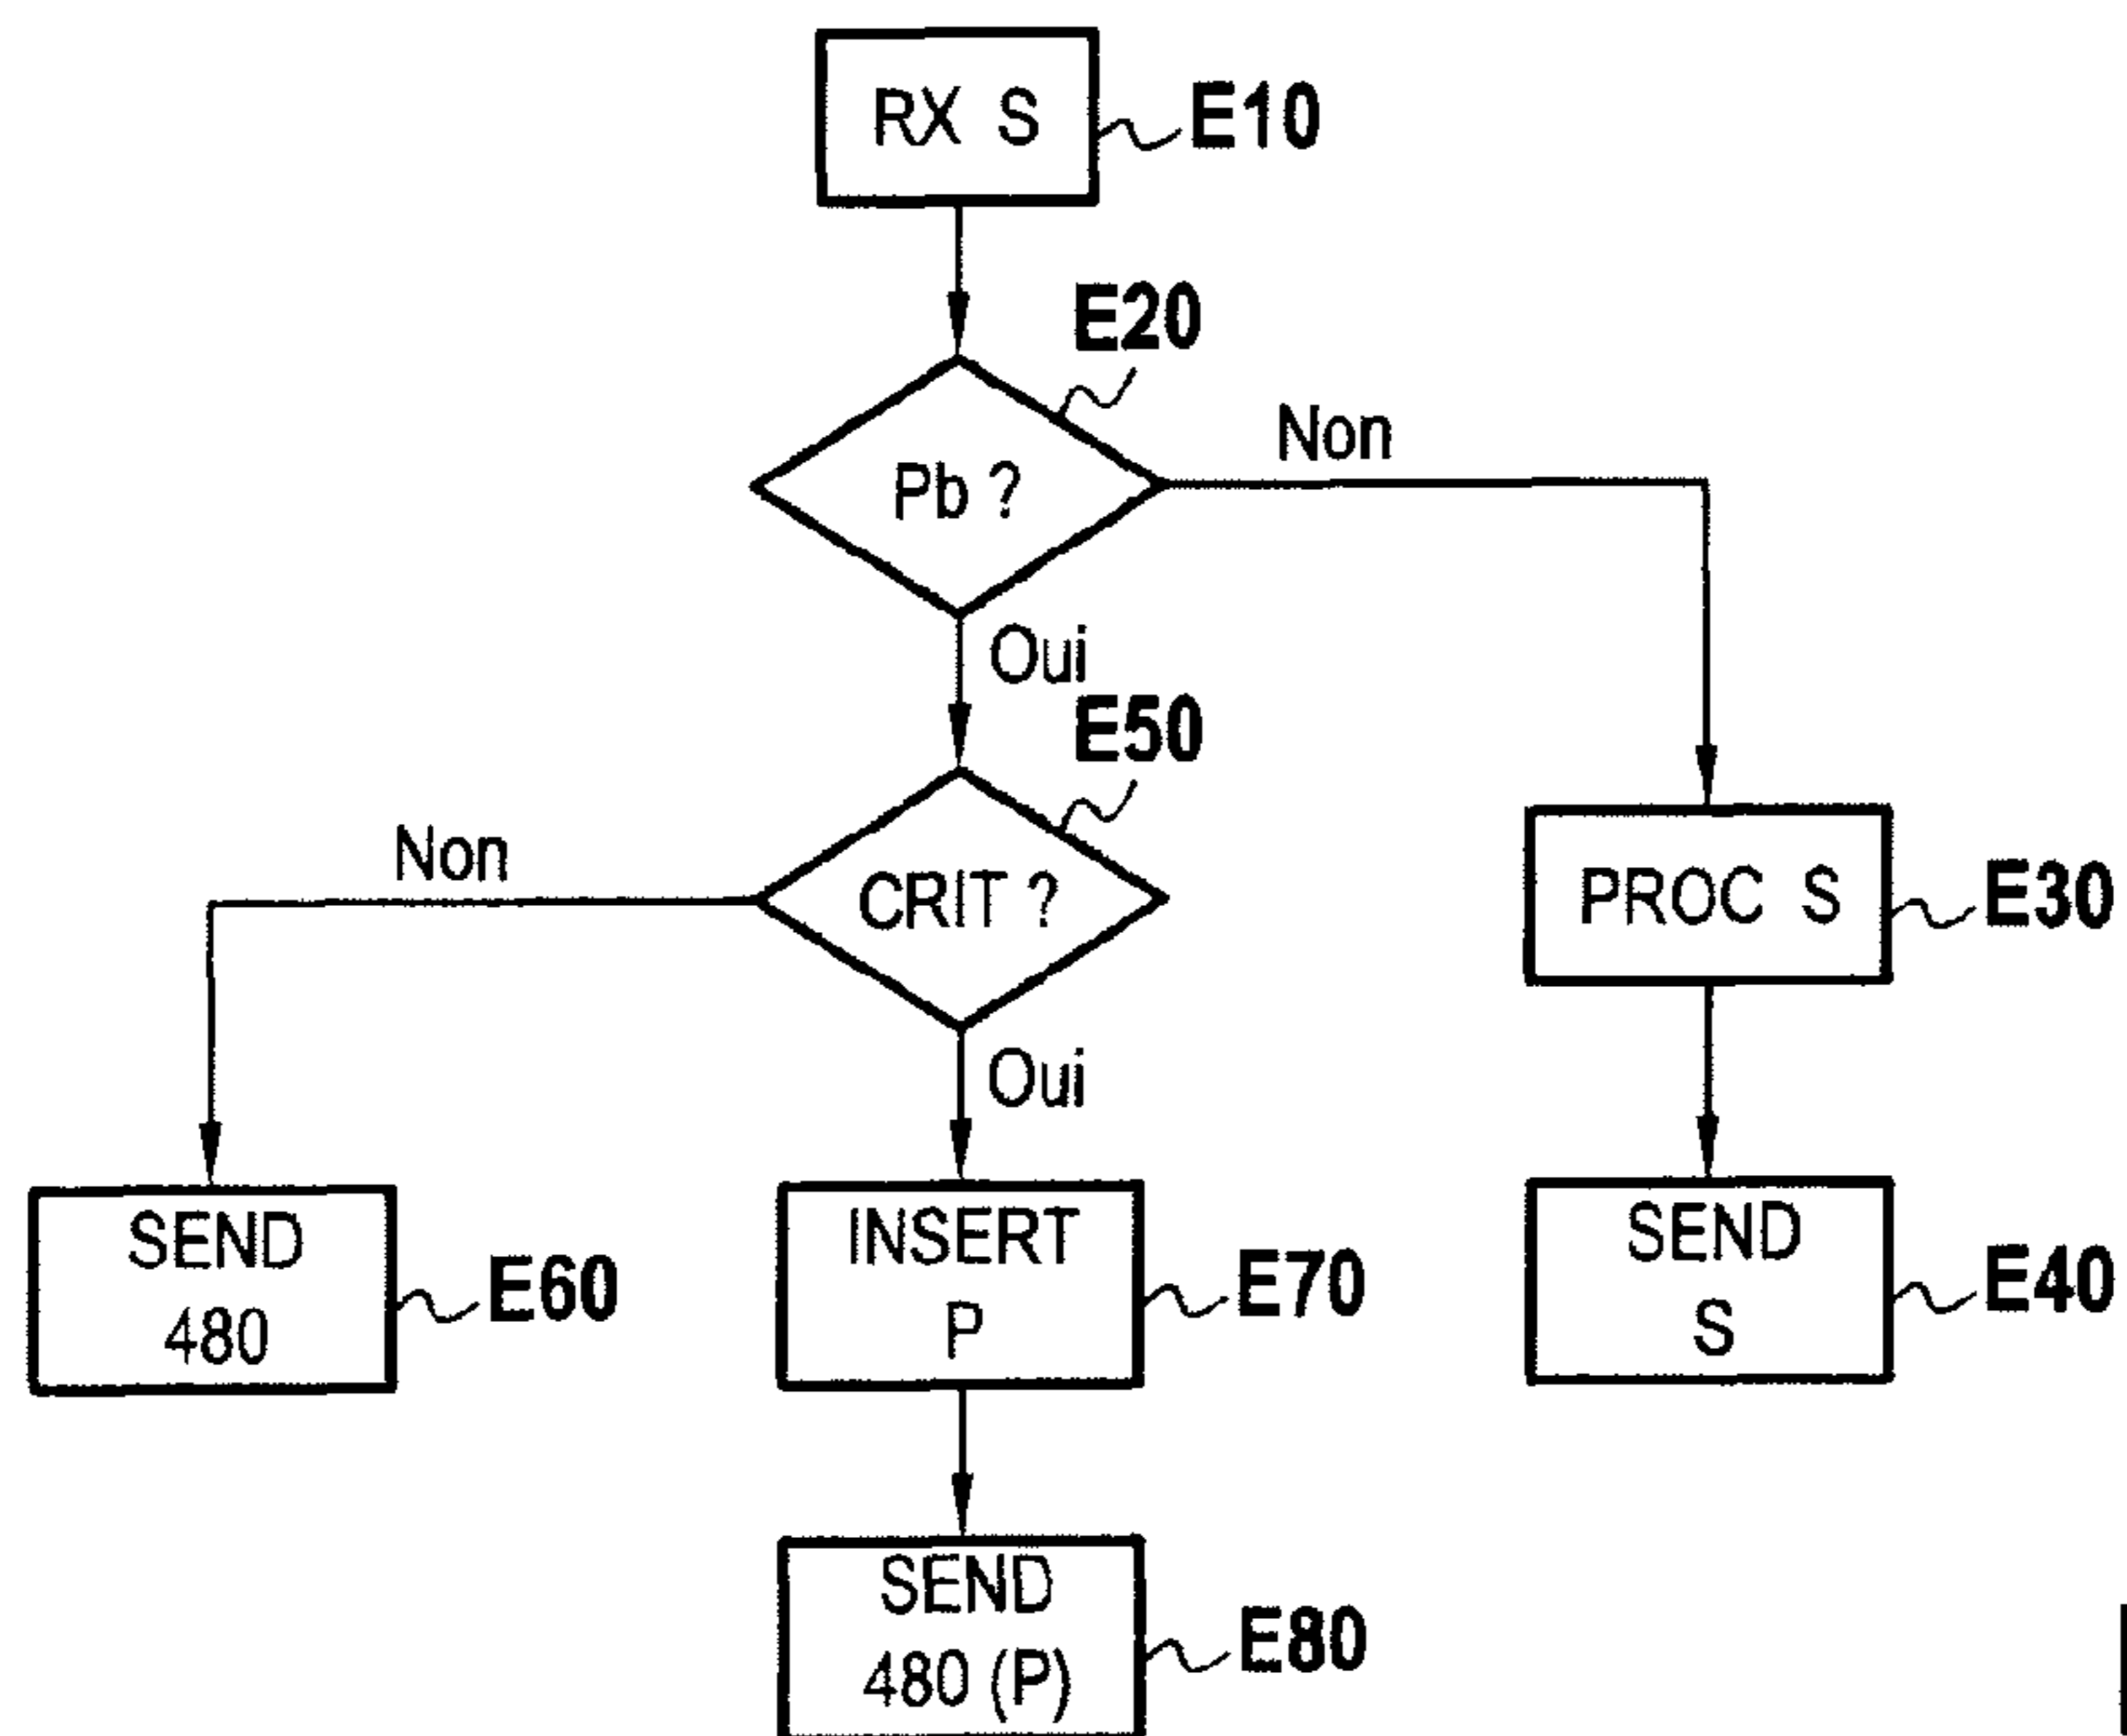 RX S
E10
E20
Pb ?
Non
Oui
E50
Non
CRIT ?
PROC S
E30
Oui
SEND
480
E60
INSERT
P
E70
SEND
S
E40
SEND
480 (P)
E80